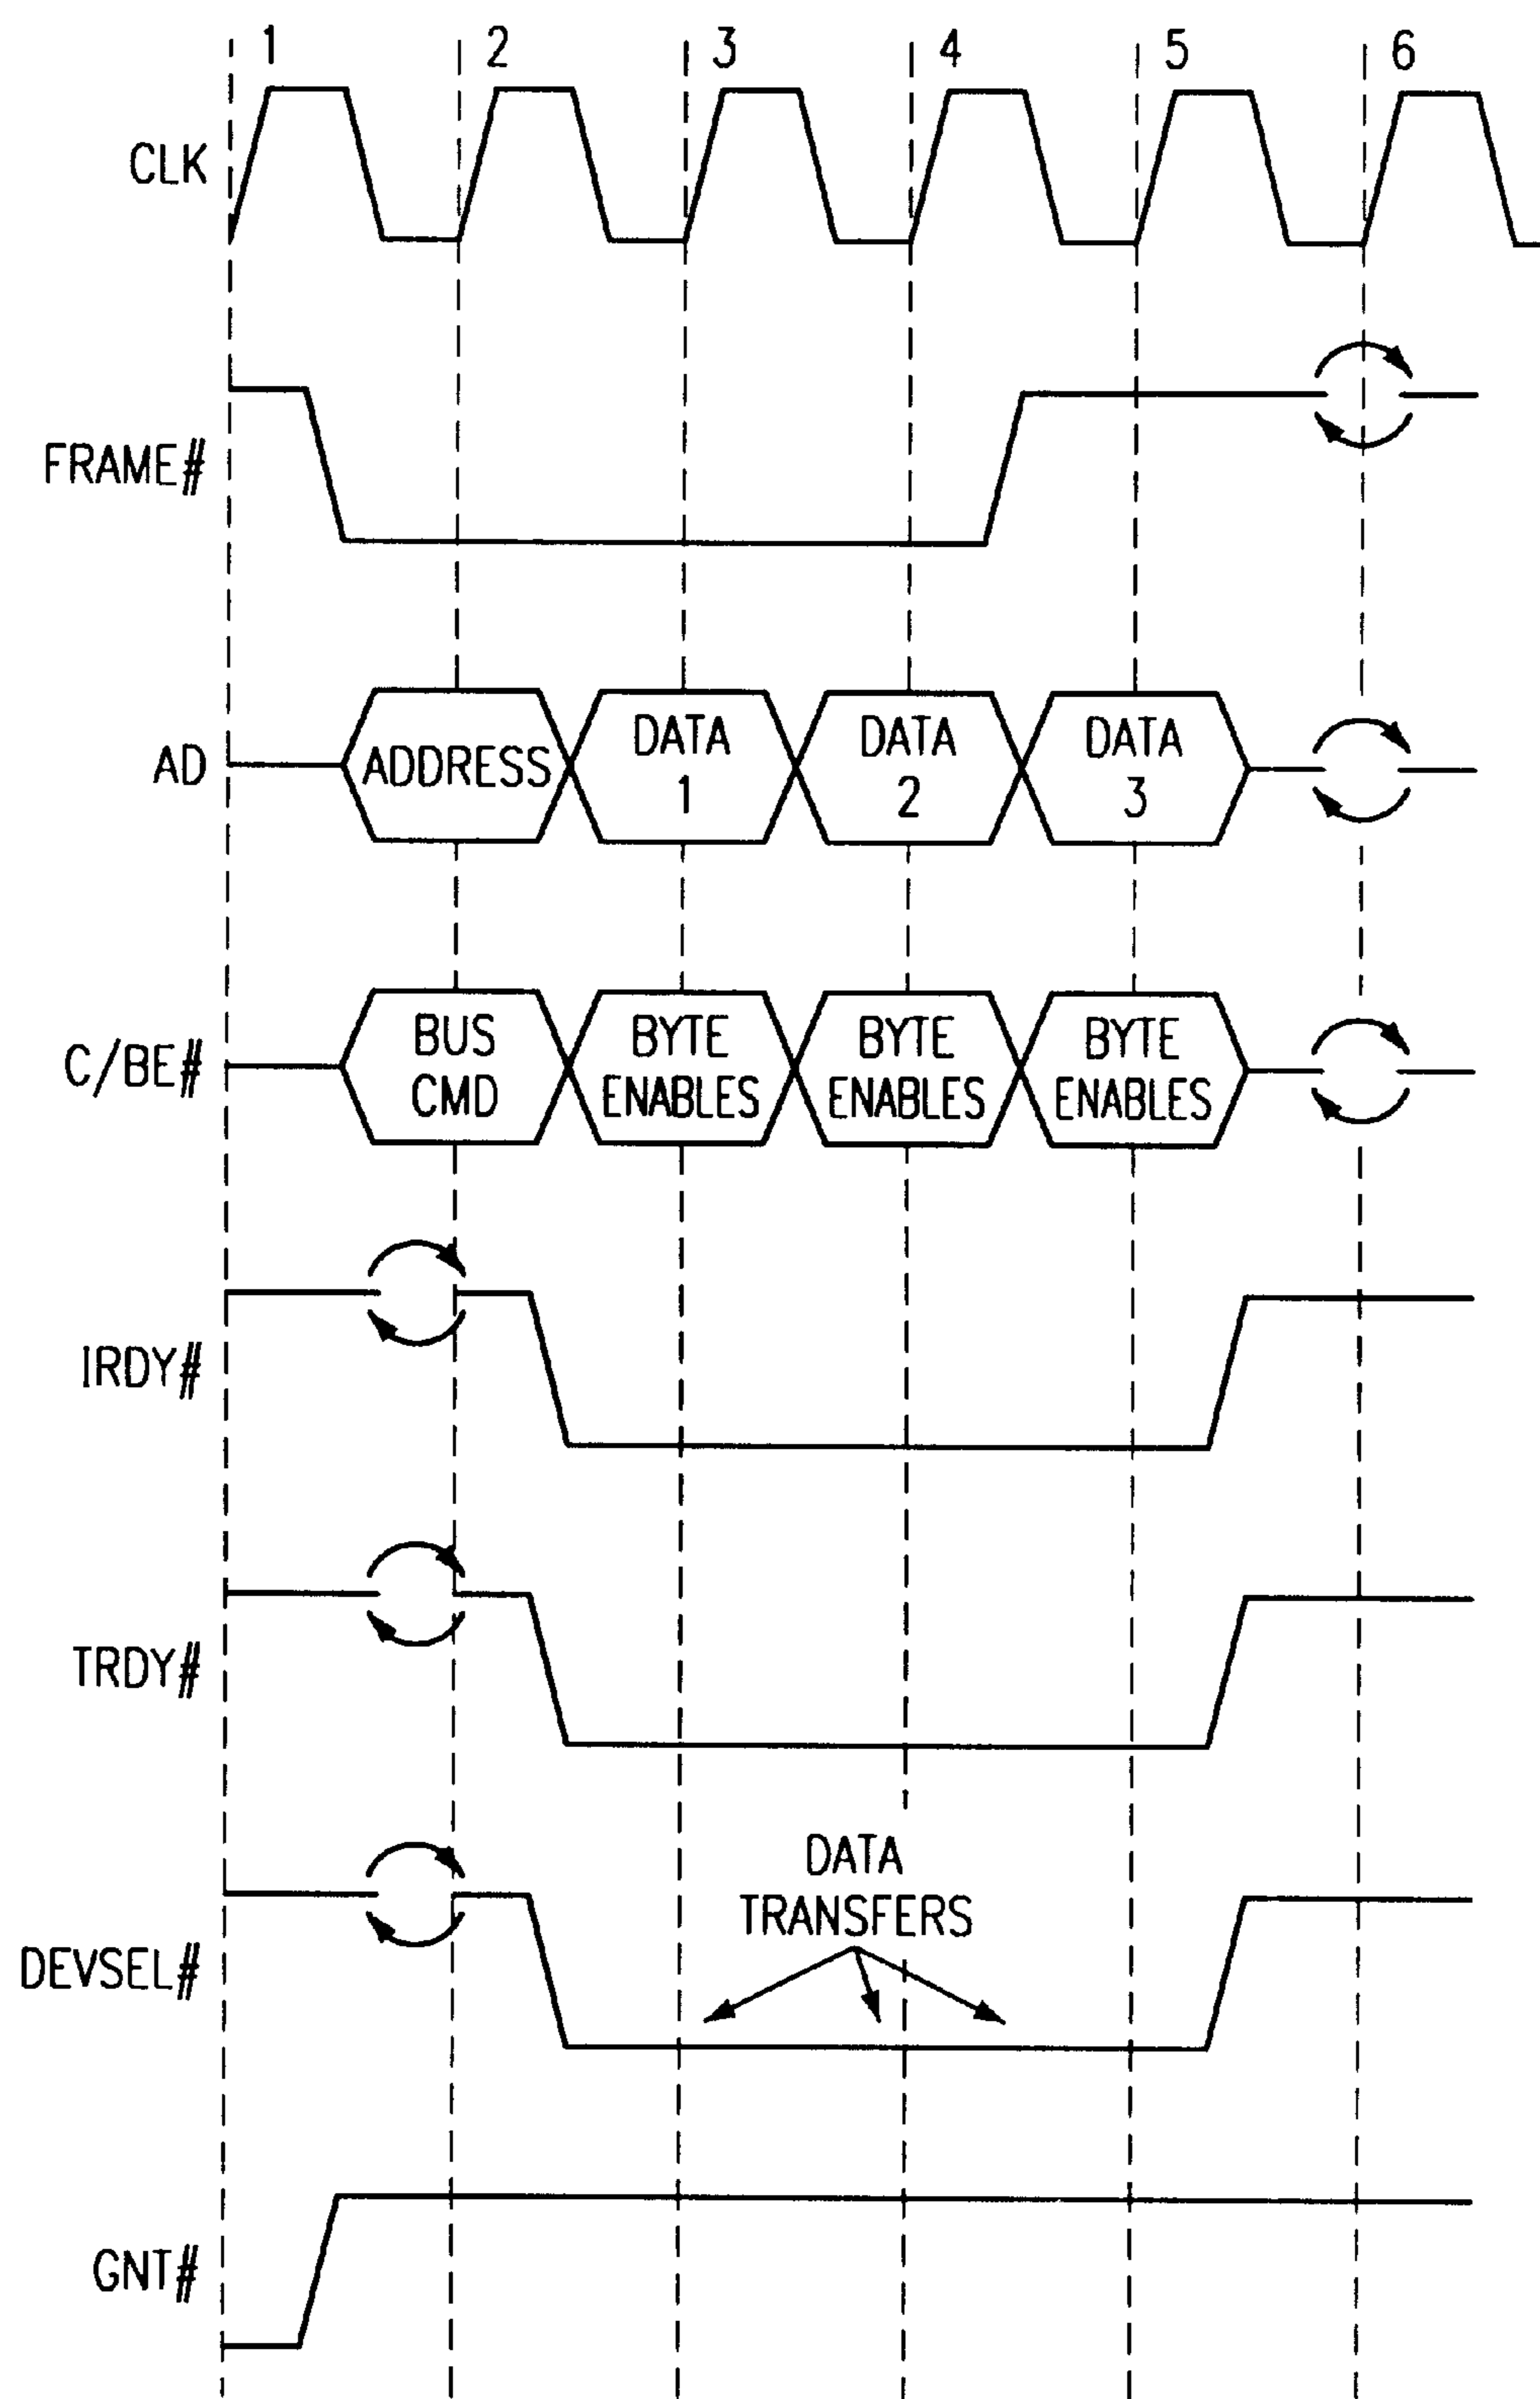 1 2 3 4 5 6
CLK
FRAME#
AD
ADDRESS
DATA
1
DATA
2
DATA
3
C/BE#
BUS
CMD
BYTE
ENABLES
BYTE
ENABLES
BYTE
ENABLES
IRDY#
TRDY#
DEVSEL#
DATA
TRANSFERS
GNT#